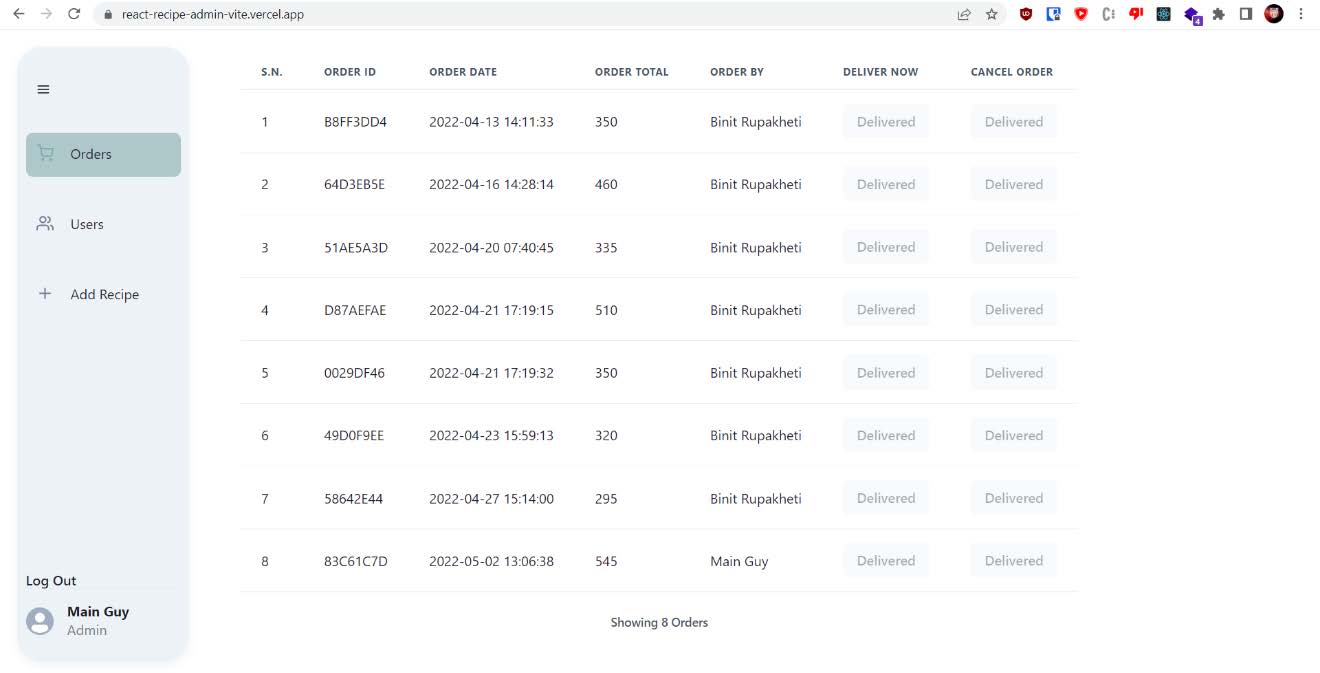 react-recipe-admin-vite.vercel.app
4
S.N. ORDER ID ORDER DATE ORDER TOTAL ORDER BY DELIVER NOW CANCEL ORDER
1 B8FF3DD4 2022-04-13 14:11:33 350 Binit Rupakheti Delivered Delivered
2 64D3EB5E 2022-04-16 14:28:14 460 Binit Rupakheti Delivered Delivered
3 51AE5A3D 2022-04-20 07:40:45 335 Binit Rupakheti Delivered Delivered
4 D87AEFAE 2022-04-21 17:19:15 510 Binit Rupakheti Delivered Delivered
5 0029DF46 2022-04-21 17:19:32 350 Binit Rupakheti Delivered Delivered
6 49D0F9EE 2022-04-23 15:59:13 320 Binit Rupakheti Delivered Delivered
7 58642E44 2022-04-27 15:14:00 295 Binit Rupakheti Delivered Delivered
8 83C61C7D 2022-05-02 13:06:38 545 Main Guy Delivered Delivered
Showing 8 Orders
Orders
Users
Add Recipe
Log Out
Main Guy
Admin